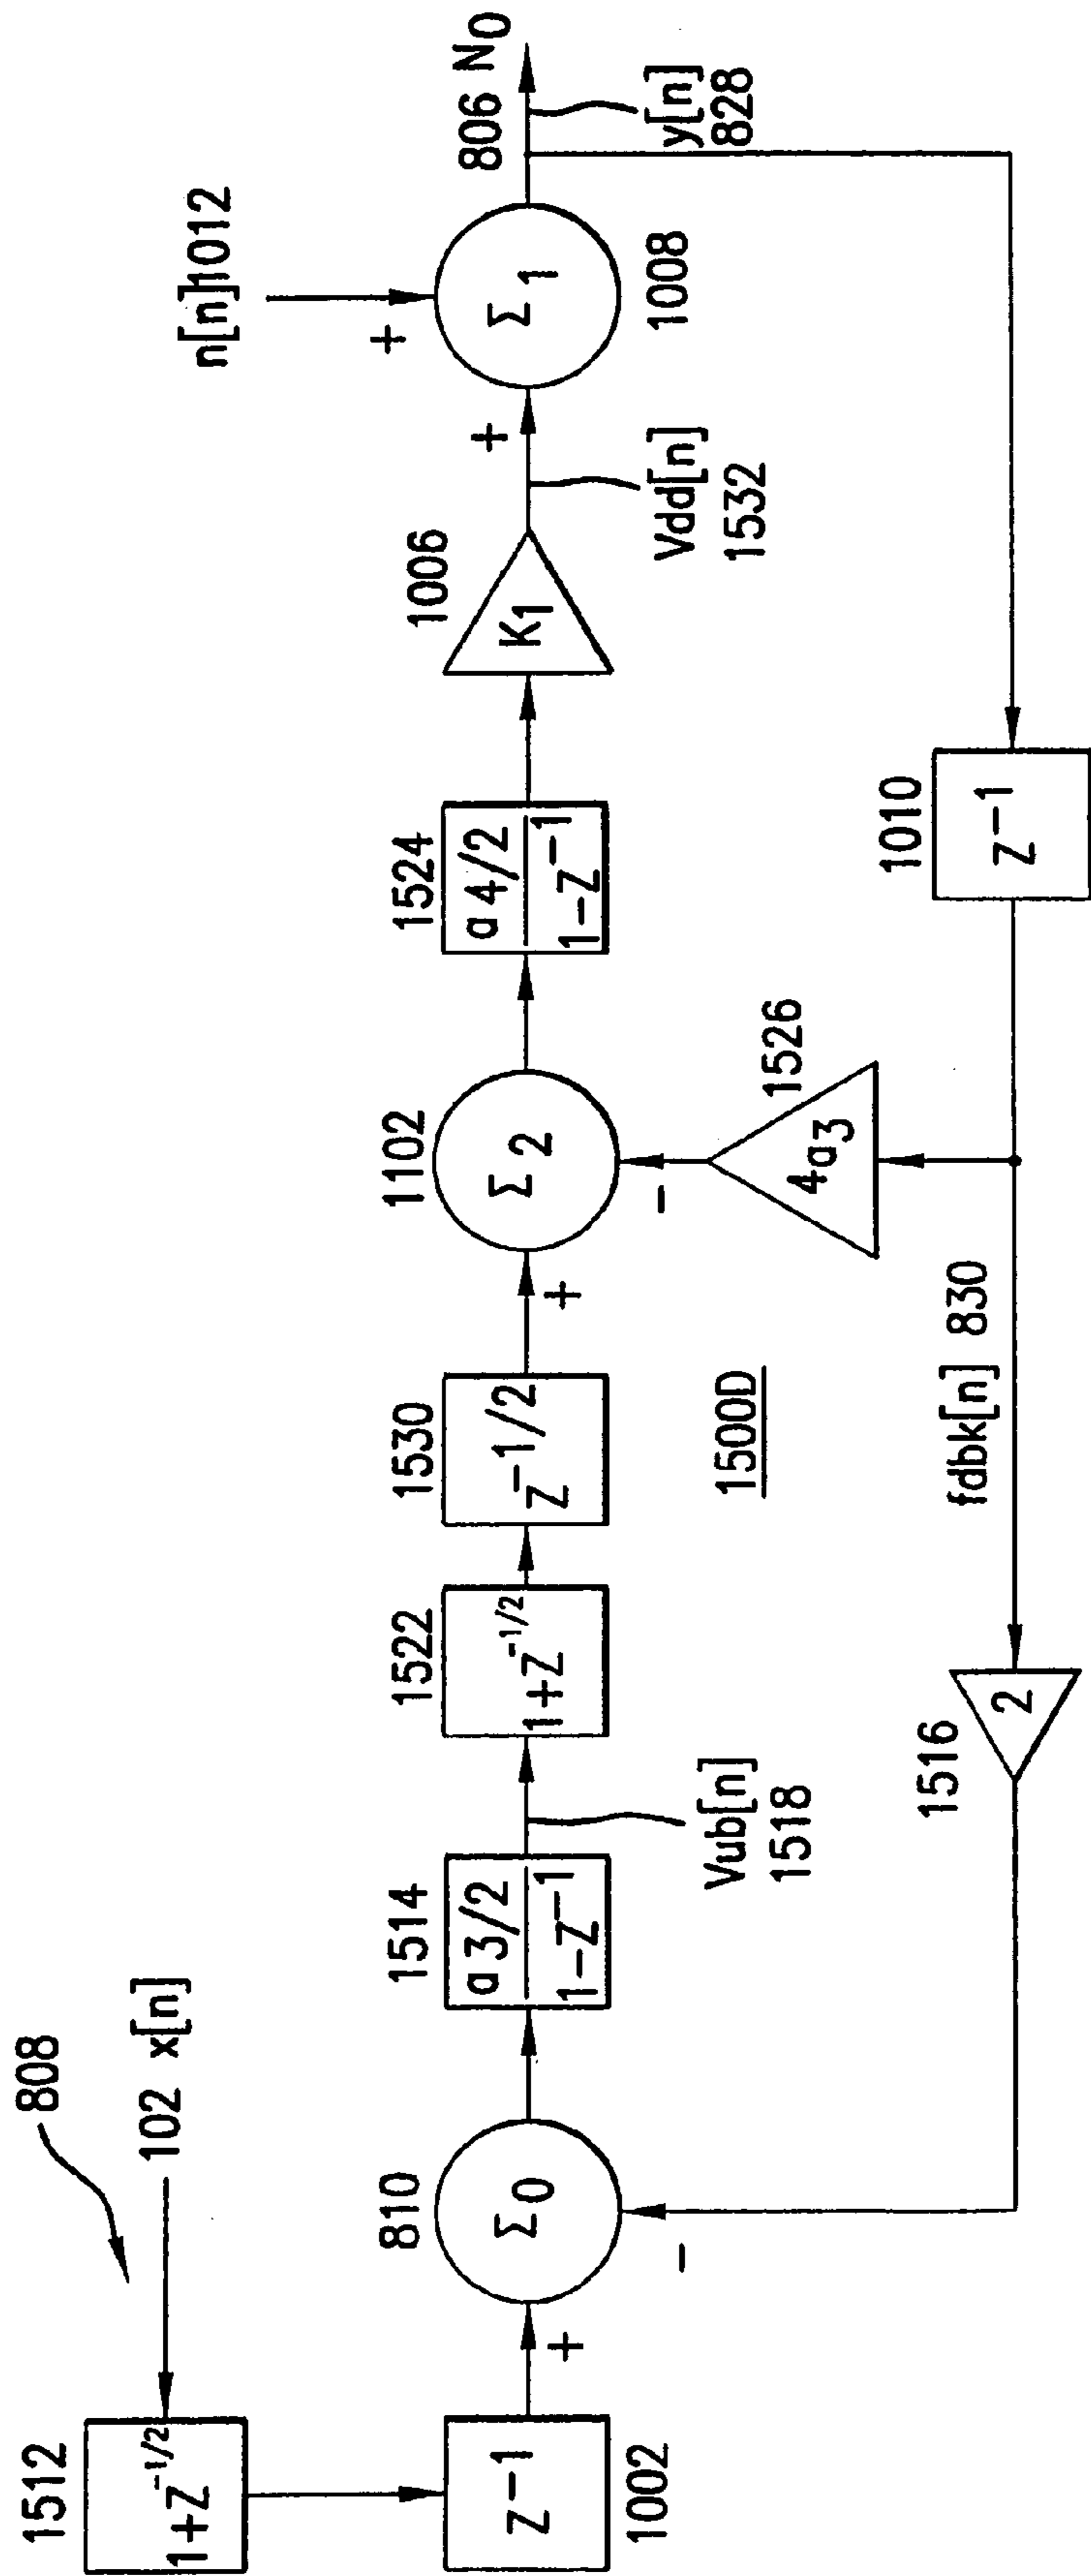 808
102 x[n]
1512
1+Z^-1/2
Z^-1
1002
+
810
Σ0
-
1514
a3/2
1-Z^-1
Vub[n]
1518
1522
1+Z^-1/2
1530
Z^-1/2
+
1102
Σ2
-
4a3
1526
1524
a4/2
1-Z^-1
1006
K1
Vdd[n]
1532
+
n[n]1012
+
Σ1
1008
806 N0
y[n]
828
1010
Z^-1
fdbk[n] 830
1516
2
1500D